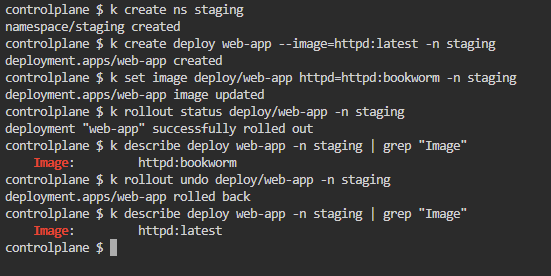 controlplane $ k create ns staging
namespace/staging created
controlplane $ k create deploy web-app --image=httpd:latest -n staging
deployment.apps/web-app created
controlplane $ k set image deploy/web-app httpd=httpd:bookworm -n staging
deployment.apps/web-app image updated
controlplane $ k rollout status deploy/web-app -n staging
deployment "web-app" successfully rolled out
controlplane $ k describe deploy web-app -n staging | grep "Image"
    Image:        httpd:bookworm
controlplane $ k rollout undo deploy/web-app -n staging
deployment.apps/web-app rolled back
controlplane $ k describe deploy web-app -n staging | grep "Image"
    Image:        httpd:latest
controlplane $